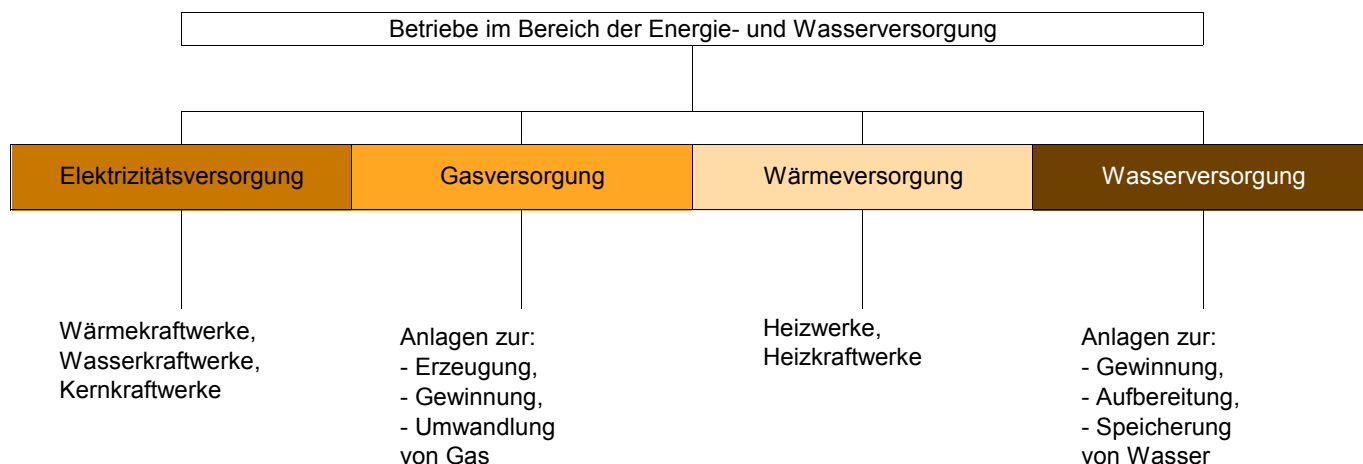 Betriebe im Bereich der Energie- und Wasserversorgung
Elektrizitätsversorgung
Gasversorgung
Wärmeversorgung
Wasserversorgung
Wärmekraftwerke,
Wasserkraftwerke,
Kernkraftwerke
Anlagen zur:
- Erzeugung,
- Gewinnung,
- Umwandlung
von Gas
Heizwerke,
Heizkraftwerke
Anlagen zur:
- Gewinnung,
- Aufbereitung,
- Speicherung
von Wasser